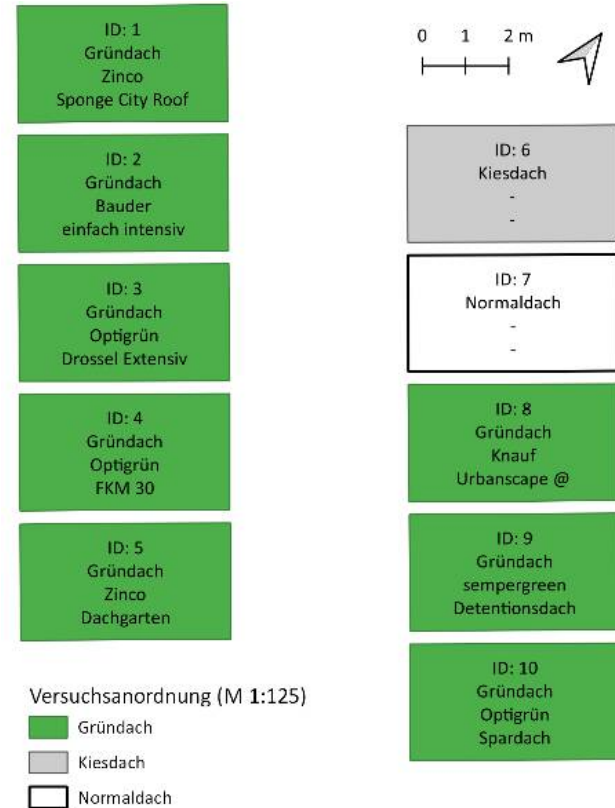 ID: 1
Gründach
Zinco
Sponge City Roof
ID: 2
Gründach
Bauder
einfach intensiv
ID: 3
Gründach
Optigrün
Drossel Extensiv
ID: 4
Gründach
Optigrün
FKM 30
ID: 5
Gründach
Zinco
Dachgarten
0 1 2 m
ID: 6
Kiesdach
-
-
ID: 7
Normaldach
-
-
ID: 8
Gründach
Knauf
Urbanscape @
ID: 9
Gründach
sempergreen
Detentionsdach
ID: 10
Gründach
Optigrün
Spardach
Versuchsanordnung (M 1:125)
Gründach
Kiesdach
Normaldach